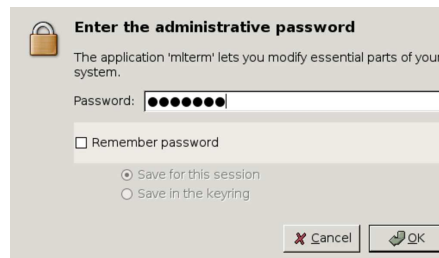 Enter the administrative password
The application 'mlterm' lets you modify essential parts of your
system.
Password: ●●●●●●●
Remember password
Save for this session
Save in the keyring
Cancel
OK